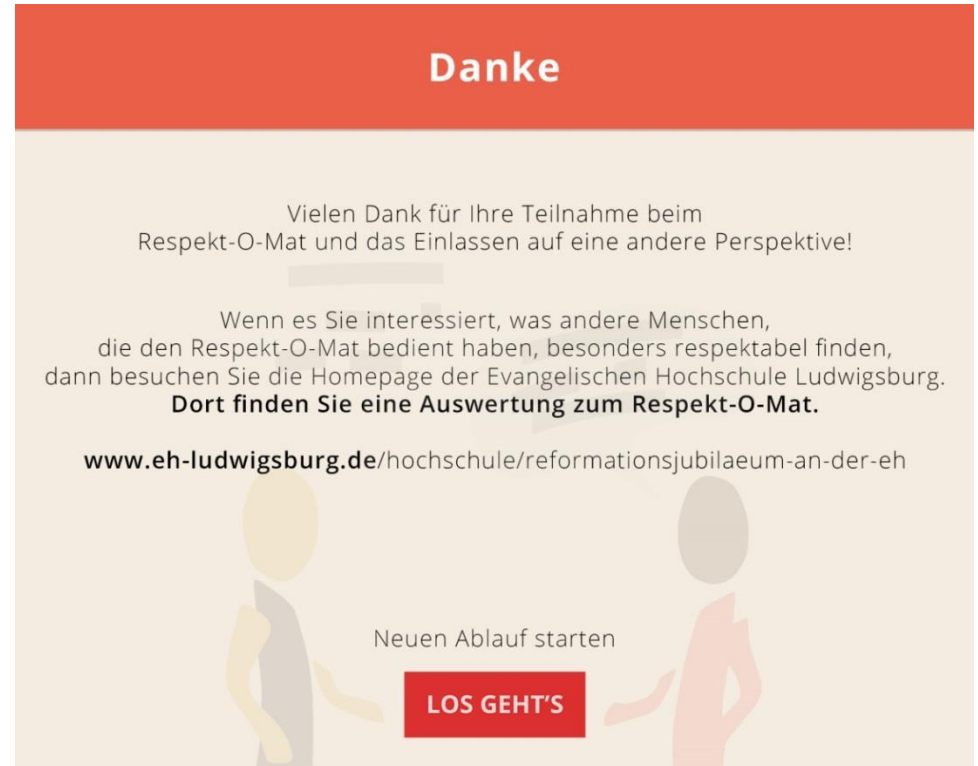 Danke
Vielen Dank für Ihre Teilnahme beim
Respekt-O-Mat und das Einlassen auf eine andere Perspektive!
Wenn es Sie interessiert, was andere Menschen,
die den Respekt-O-Mat bedient haben, besonders respektabel finden,
dann besuchen Sie die Homepage der Evangelischen Hochschule Ludwigsburg.
Dort finden Sie eine Auswertung zum Respekt-O-Mat.
www.eh-ludwigsburg.de/hochschule/reformationsjubilaeum-an-der-eh
Neuen Ablauf starten
LOS GEHT’S